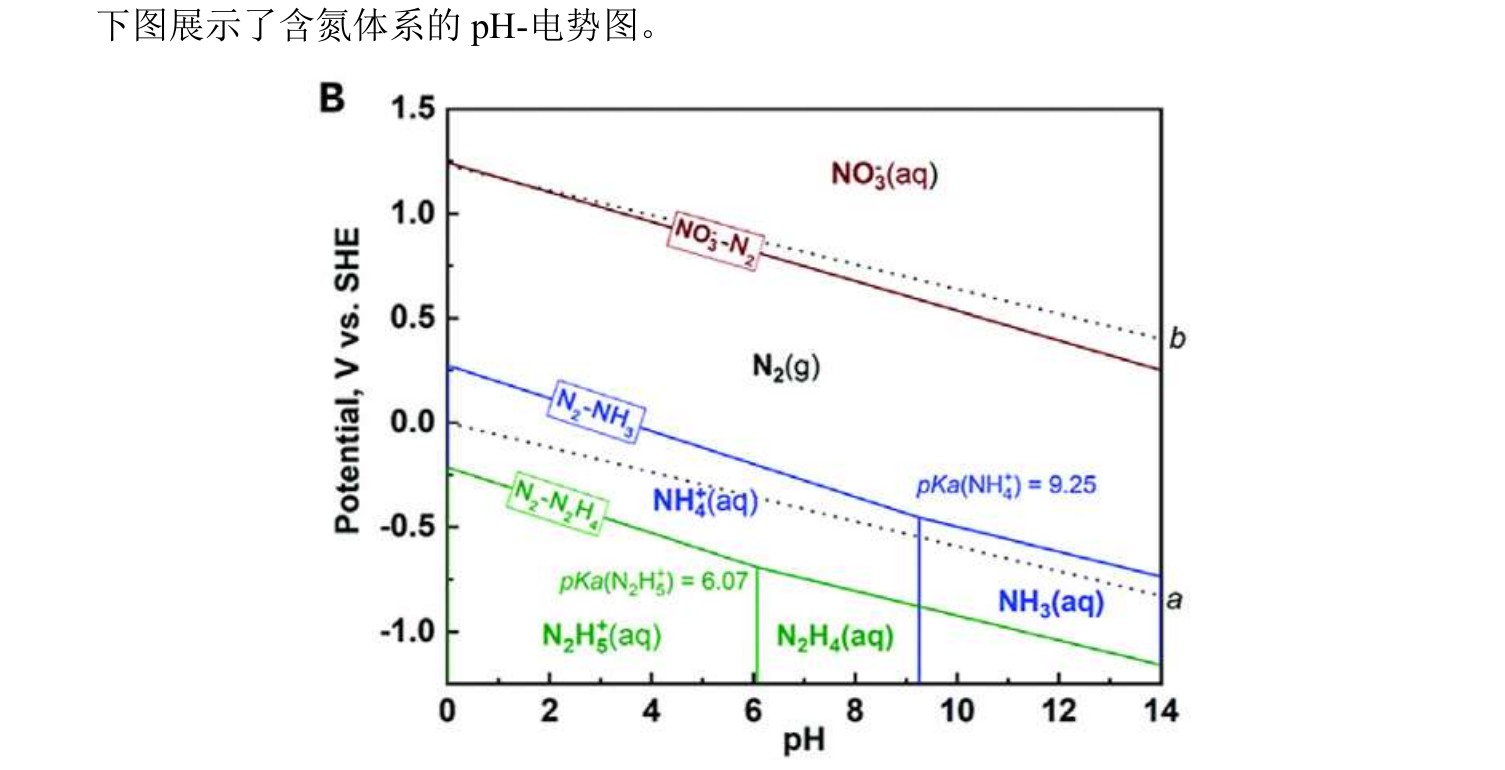 下图展示了含氮体系的 pH-电势图。
B
1.5
1.0
0.5
0.0
-0.5
-1.0
Potential, V vs. SHE
NO₃⁻(aq)
NO₃⁻-N₂
b
N₂(g)
N₂-NH₃
pKa(NH₄⁺) = 9.25
NH₄⁺(aq)
N₂-N₂H₄
pKa(N₂H₅⁺) = 6.07
NH₃(aq)
a
N₂H₅⁺(aq)
N₂H₄(aq)
0 2 4 6 8 10 12 14
pH